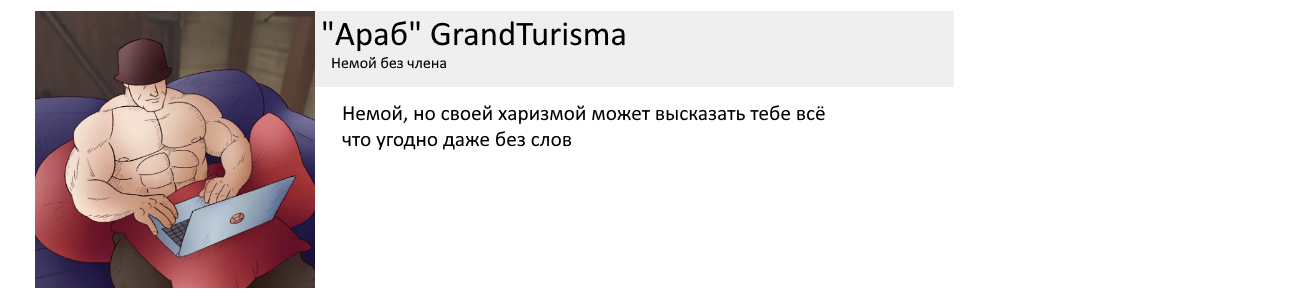 "Араб" GrandTurisma
Немой без члена
Немой, но своей харизмой может высказать тебе всё
что угодно даже без слов